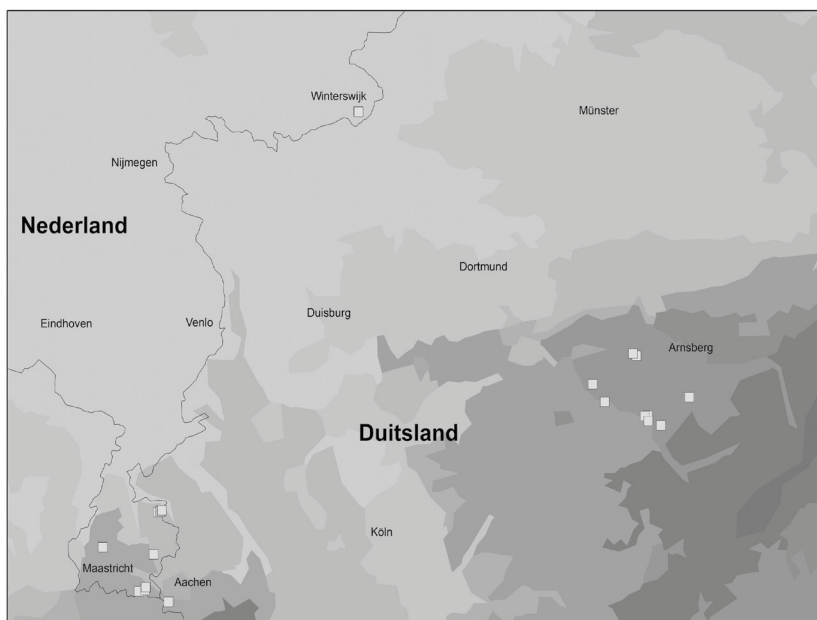 Winterswijk
Münster
Nijmegen
Nederland
Dortmund
Duisburg
Eindhoven
Venlo
Arnsberg
Duitsland
Köln
Maastricht
Aachen